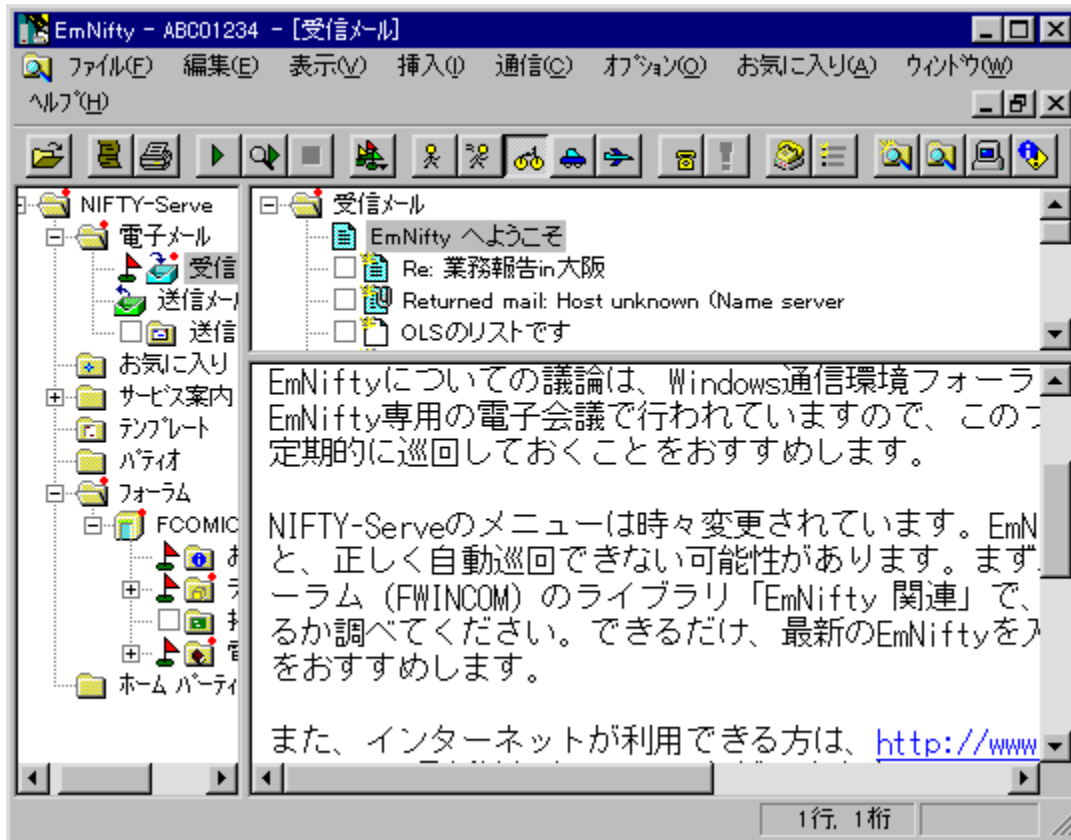 EmNifty - ABC01234 - [受信ﾒｰﾙ]
ﾌｧｲﾙ(F) 編集(E) 表示(V) 挿入(I) 通信(C) ｵﾌﾟｼｮﾝ(O) お気に入り(A) ｳｨﾝﾄﾞｳ(W)
ﾍﾙﾌﾟ(H)
NIFTY-Serve
電子ﾒｰﾙ
受信
送信ﾒｰﾙ
送信
お気に入り
ｻｰﾋﾞｽ案内
ﾃﾝﾌﾟﾚｰﾄ
ﾊﾟﾃｨｵ
ﾌｫｰﾗﾑ
FCOMIC
お
ﾗ
電
ﾎｰﾑ ﾊﾟｰﾃｨ
受信ﾒｰﾙ
EmNifty へようこそ
Re: 業務報告in大阪
Returned mail: Host unknown (Name server
OLSのリストです
EmNiftyについての議論は、Windows通信環境フォーラ
EmNifty専用の電子会議で行われていますので、このフ
定期的に巡回しておくことをおすすめします。
NIFTY-Serveのメニューは時々変更されています。EmN
と、正しく自動巡回できない可能性があります。まず
ーラム (FWINCOM) のライブラリ「EmNifty 関連」で、
るか調べてください。できるだけ、最新のEmNiftyを入
をおすすめします。
また、インターネットが利用できる方は、http://www
1行, 1桁